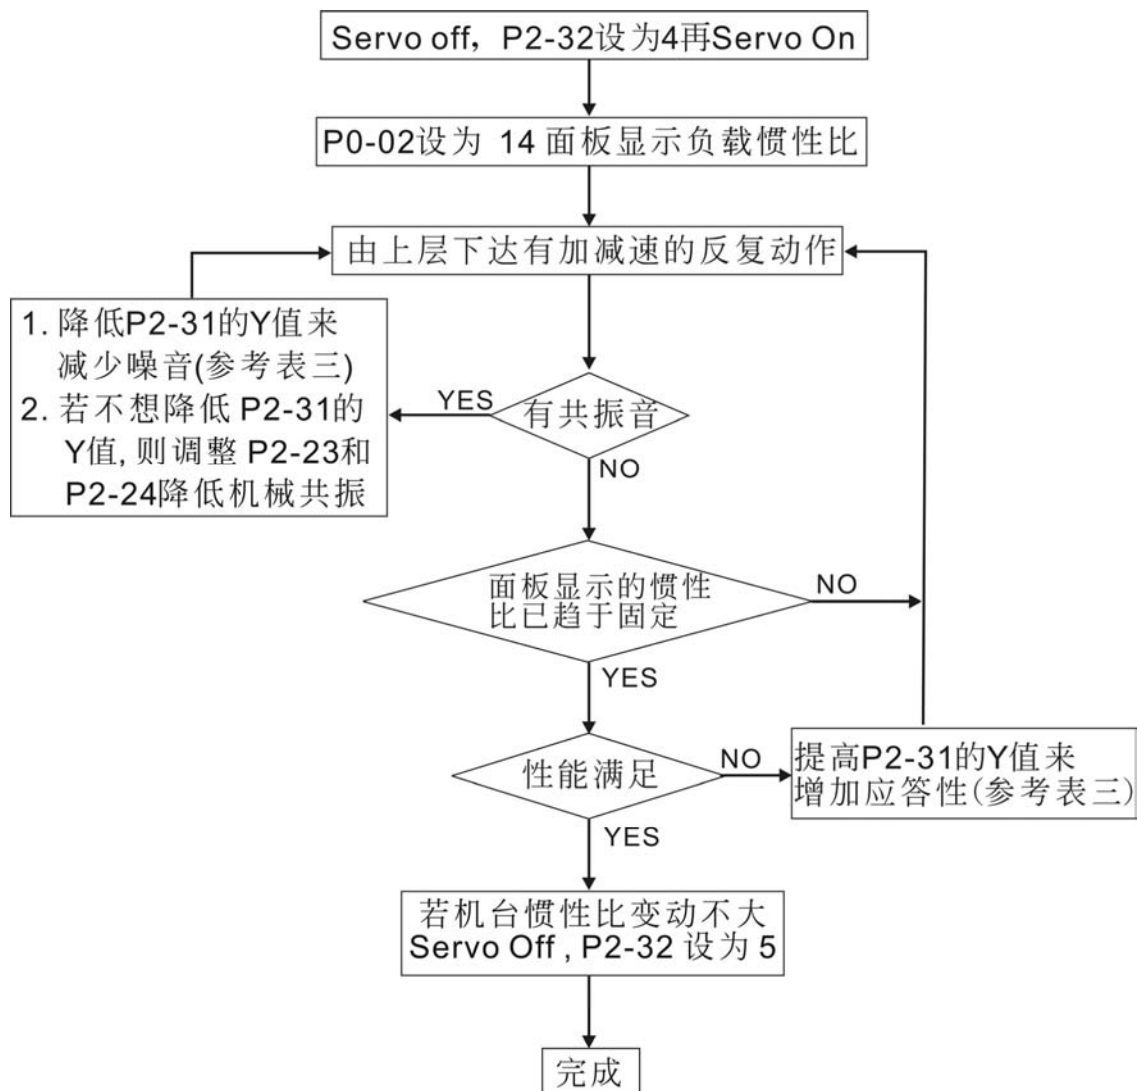 Servo off, P2-32设为4再Servo On
P0-02设为 14 面板显示负载惯性比
由上层下达有加减速的反复动作
1. 降低P2-31的Y值来
减少噪音(参考表三)
2. 若不想降低 P2-31的
Y值, 则调整 P2-23和
P2-24降低机械共振
YES
有共振音
NO
面板显示的惯性
比已趋于固定
NO
YES
性能满足
NO
提高P2-31的Y值来
增加应答性(参考表三)
YES
若机台惯性比变动不大
Servo Off , P2-32 设为 5
完成